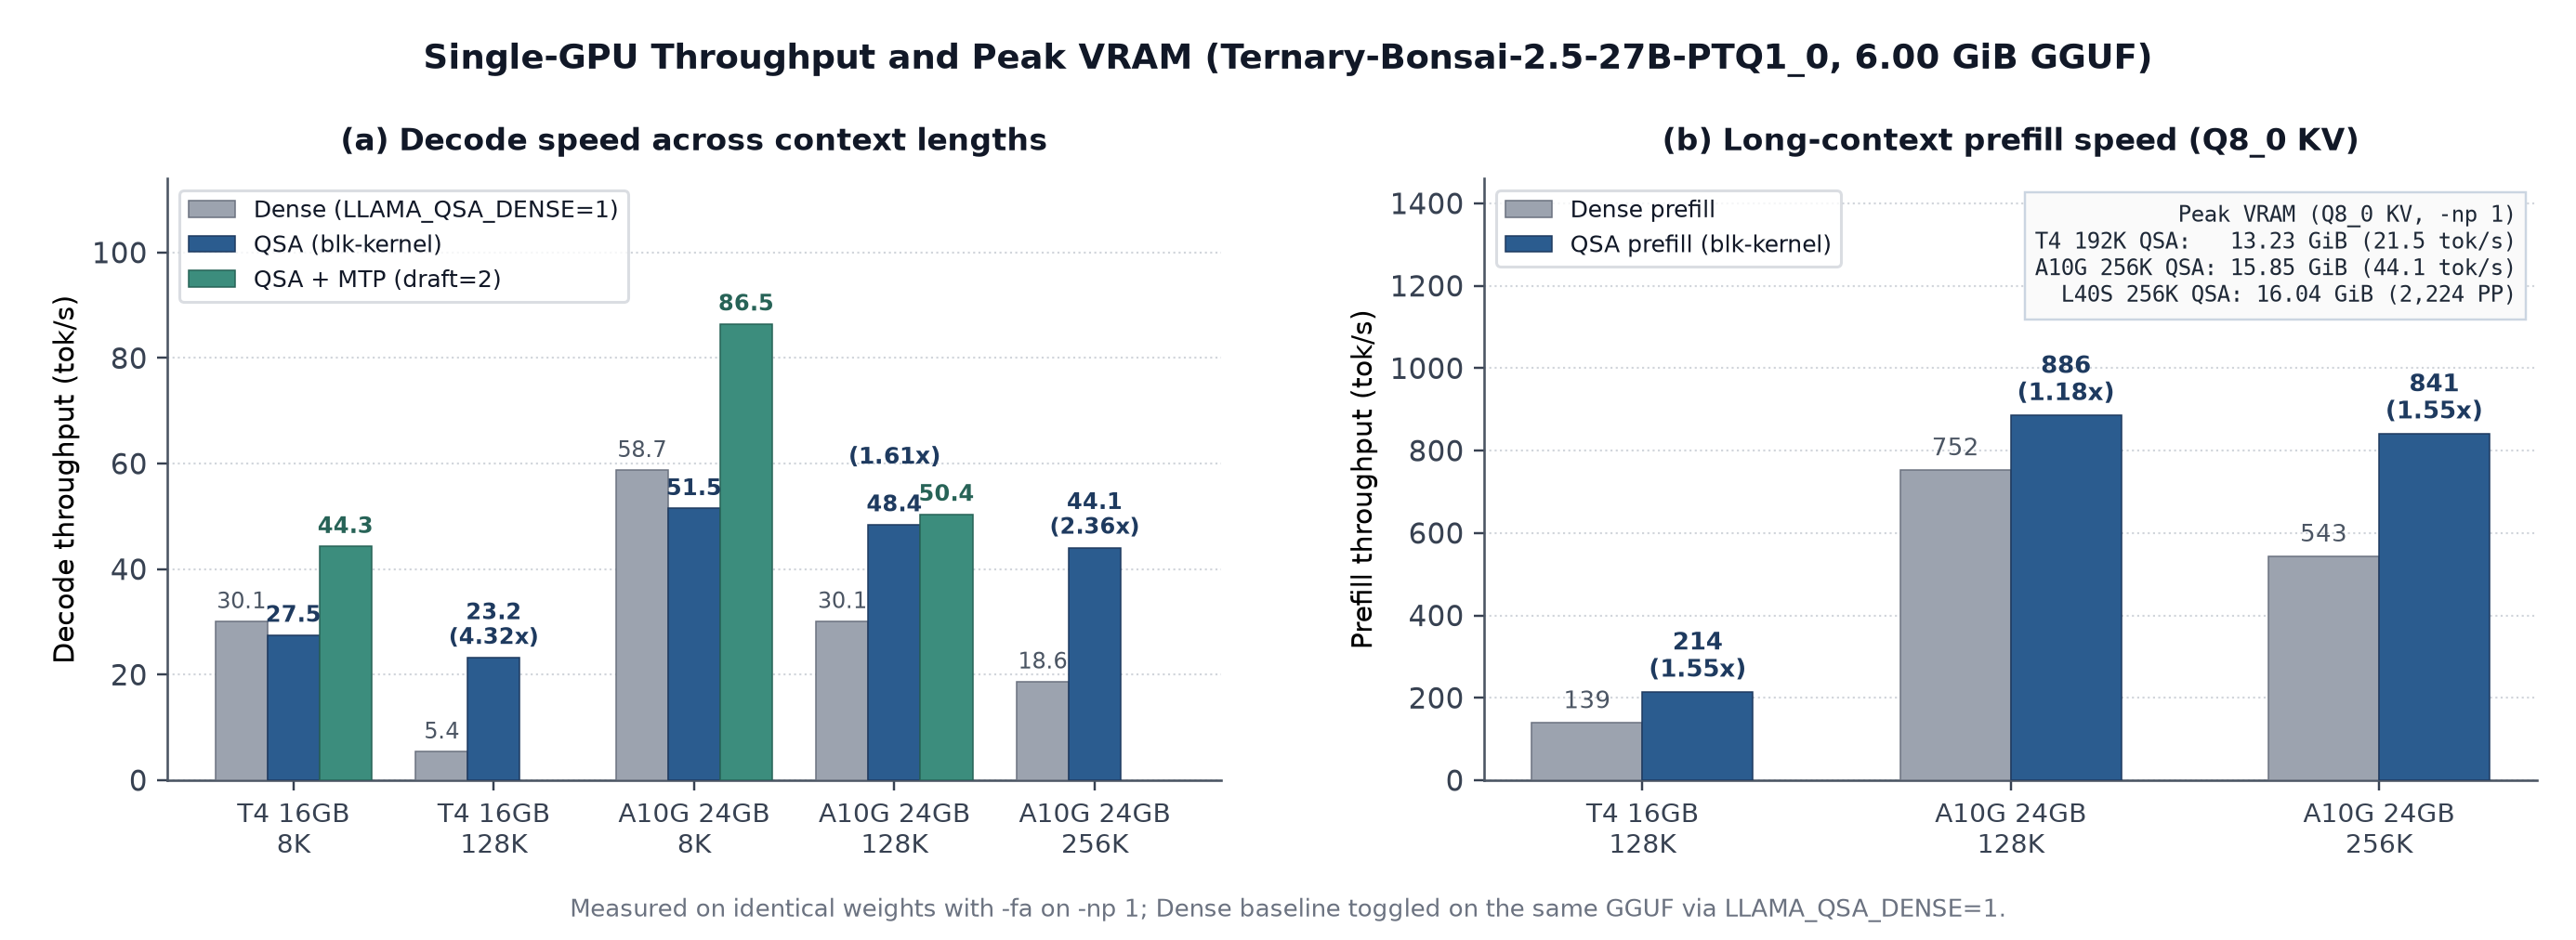 Single-GPU Throughput and Peak VRAM (Ternary-Bonsai-2.5-27B-PTQ1_0, 6.00 GiB GGUF)
(a) Decode speed across context lengths
Decode throughput (tok/s)
100
80
60
40
20
0
Dense (LLAMA_QSA_DENSE=1)
QSA (blk-kernel)
QSA + MTP (draft=2)
30.1
27.5
44.3
5.4
23.2
(4.32x)
58.7
51.5
86.5
30.1
(1.61x)
48.4
50.4
18.6
44.1
(2.36x)
T4 16GB
8K
T4 16GB
128K
A10G 24GB
8K
A10G 24GB
128K
A10G 24GB
256K
(b) Long-context prefill speed (Q8_0 KV)
Prefill throughput (tok/s)
1400
1200
1000
800
600
400
200
0
Dense prefill
QSA prefill (blk-kernel)
Peak VRAM (Q8_0 KV, -np 1)
T4 192K QSA: 13.23 GiB (21.5 tok/s)
A10G 256K QSA: 15.85 GiB (44.1 tok/s)
L40S 256K QSA: 16.04 GiB (2,224 PP)
139
214
(1.55x)
752
886
(1.18x)
543
841
(1.55x)
T4 16GB
128K
A10G 24GB
128K
A10G 24GB
256K
Measured on identical weights with -fa on -np 1; Dense baseline toggled on the same GGUF via LLAMA_QSA_DENSE=1.